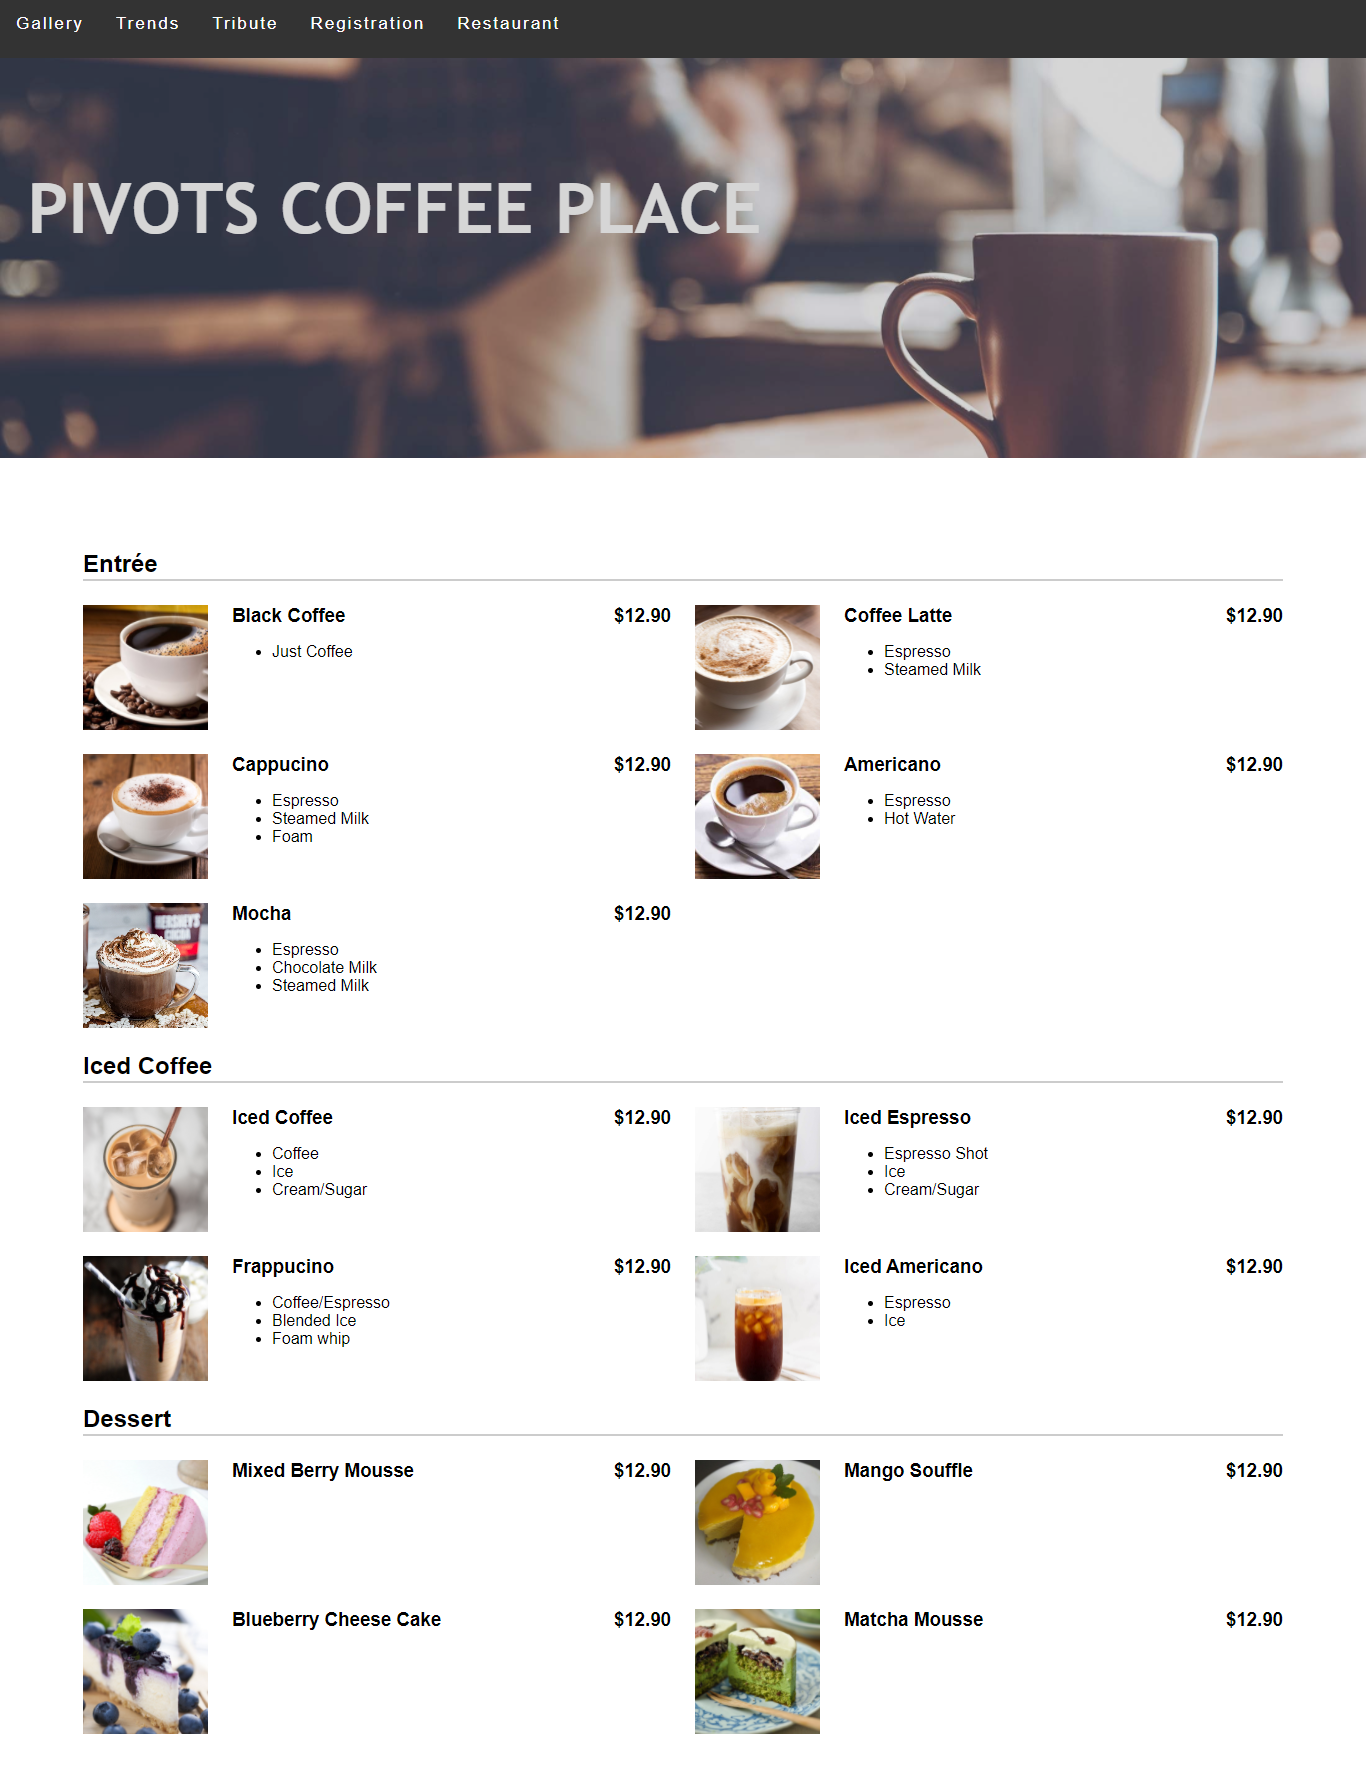 Gallery Trends Tribute Registration Restaurant
PIVOTS COFFEE PLACE
Entrée
Black Coffee $12.90
Just Coffee
Coffee Latte $12.90
Espresso
Steamed Milk
Cappucino $12.90
Espresso
Steamed Milk
Foam
Americano $12.90
Espresso
Hot Water
HERSHEY'S
COCOA
Mocha $12.90
Espresso
Chocolate Milk
Steamed Milk
Iced Coffee
Iced Coffee $12.90
Coffee
Ice
Cream/Sugar
Iced Espresso $12.90
Espresso Shot
Ice
Cream/Sugar
Frappucino $12.90
Coffee/Espresso
Blended Ice
Foam whip
Iced Americano $12.90
Espresso
Ice
Dessert
Mixed Berry Mousse $12.90
Mango Souffle $12.90
Blueberry Cheese Cake $12.90
Matcha Mousse $12.90